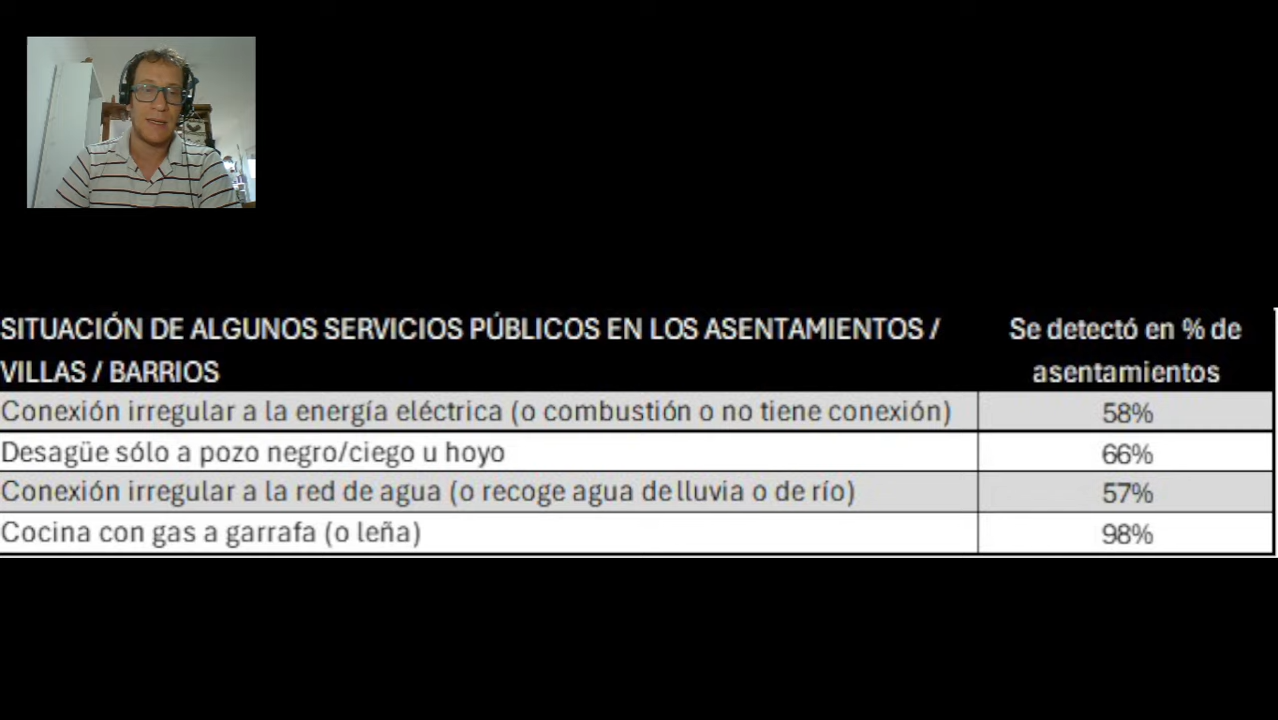 SITUACIÓN DE ALGUNOS SERVICIOS PÚBLICOS EN LOS ASENTAMIENTOS /
VILLAS / BARRIOS
Se detectó en % de
asentamientos
Conexión irregular a la energía eléctrica (o combustión o no tiene conexión)
58%
Desagüe sólo a pozo negro/ciego u hoyo
66%
Conexión irregular a la red de agua (o recoge agua de lluvia o de río)
57%
Cocina con gas a garrafa (o leña)
98%